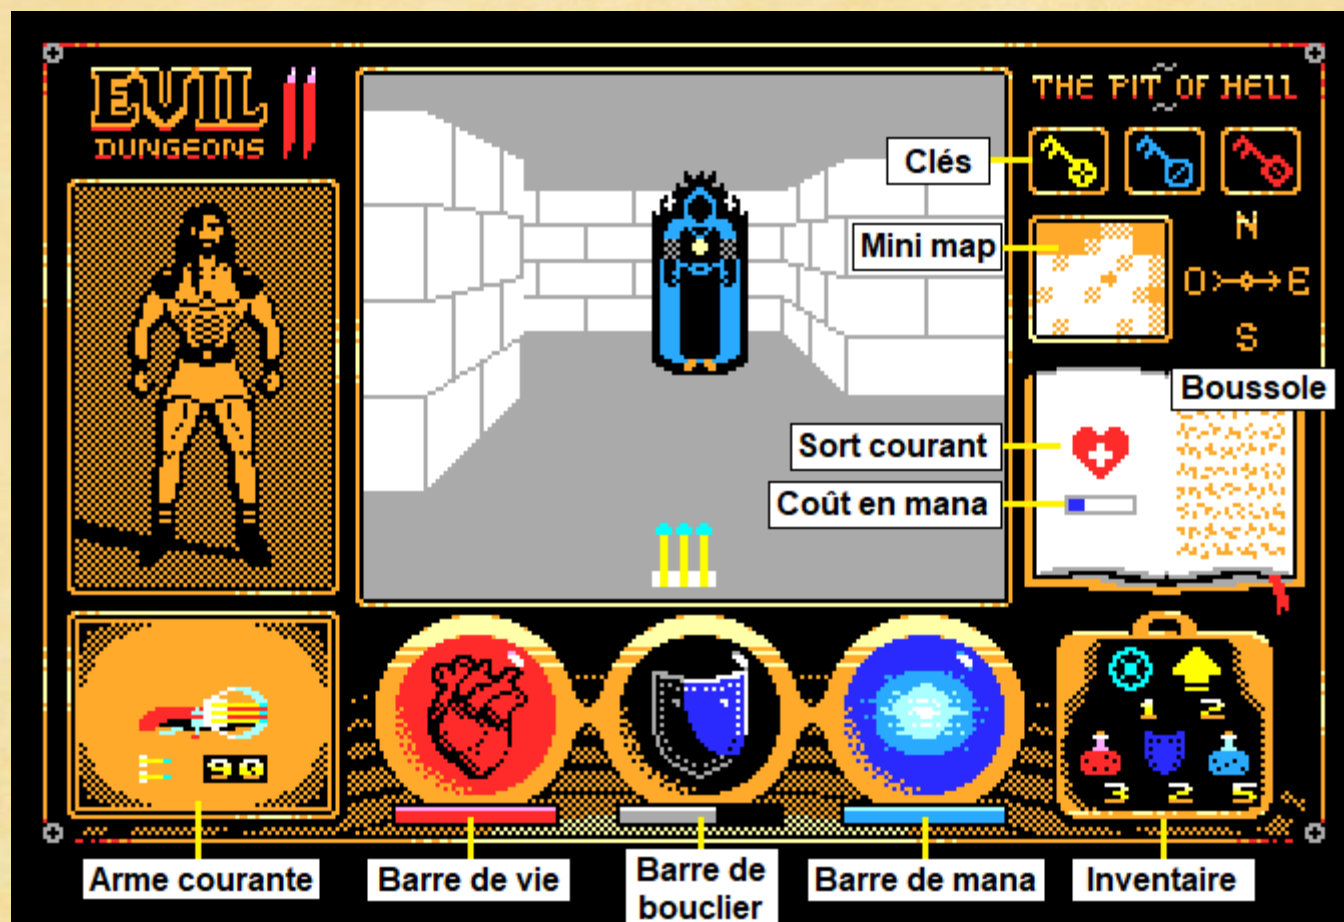 EVIL II
DUNGEONS
THE PIT OF HELL
Clés
Mini map
N
O E
S
Boussole
Sort courant
Coût en mana
90
1 2
3 2 5
Arme courante
Barre de vie
Barre de
bouclier
Barre de mana
Inventaire